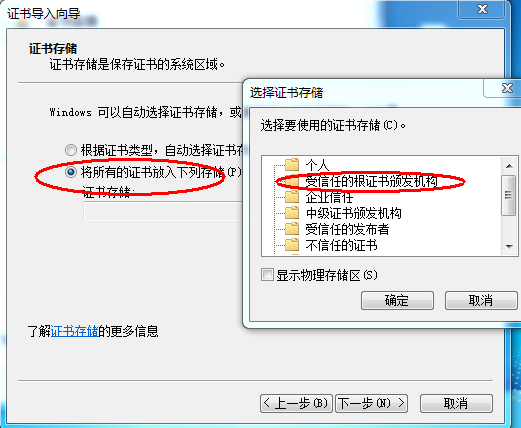 证书导入向导
证书存储
证书存储是保存证书的系统区域。
Windows 可以自动选择证书存储，或
根据证书类型，自动选择证书存
将所有的证书放入下列存储(P)
证书存储:
了解证书存储的更多信息
< 上一步(B)
下一步(N) >
取消
选择证书存储
选择要使用的证书存储(C)。
个人
受信任的根证书颁发机构
企业信任
中级证书颁发机构
受信任的发布者
不信任的证书
显示物理存储区(S)
确定
取消